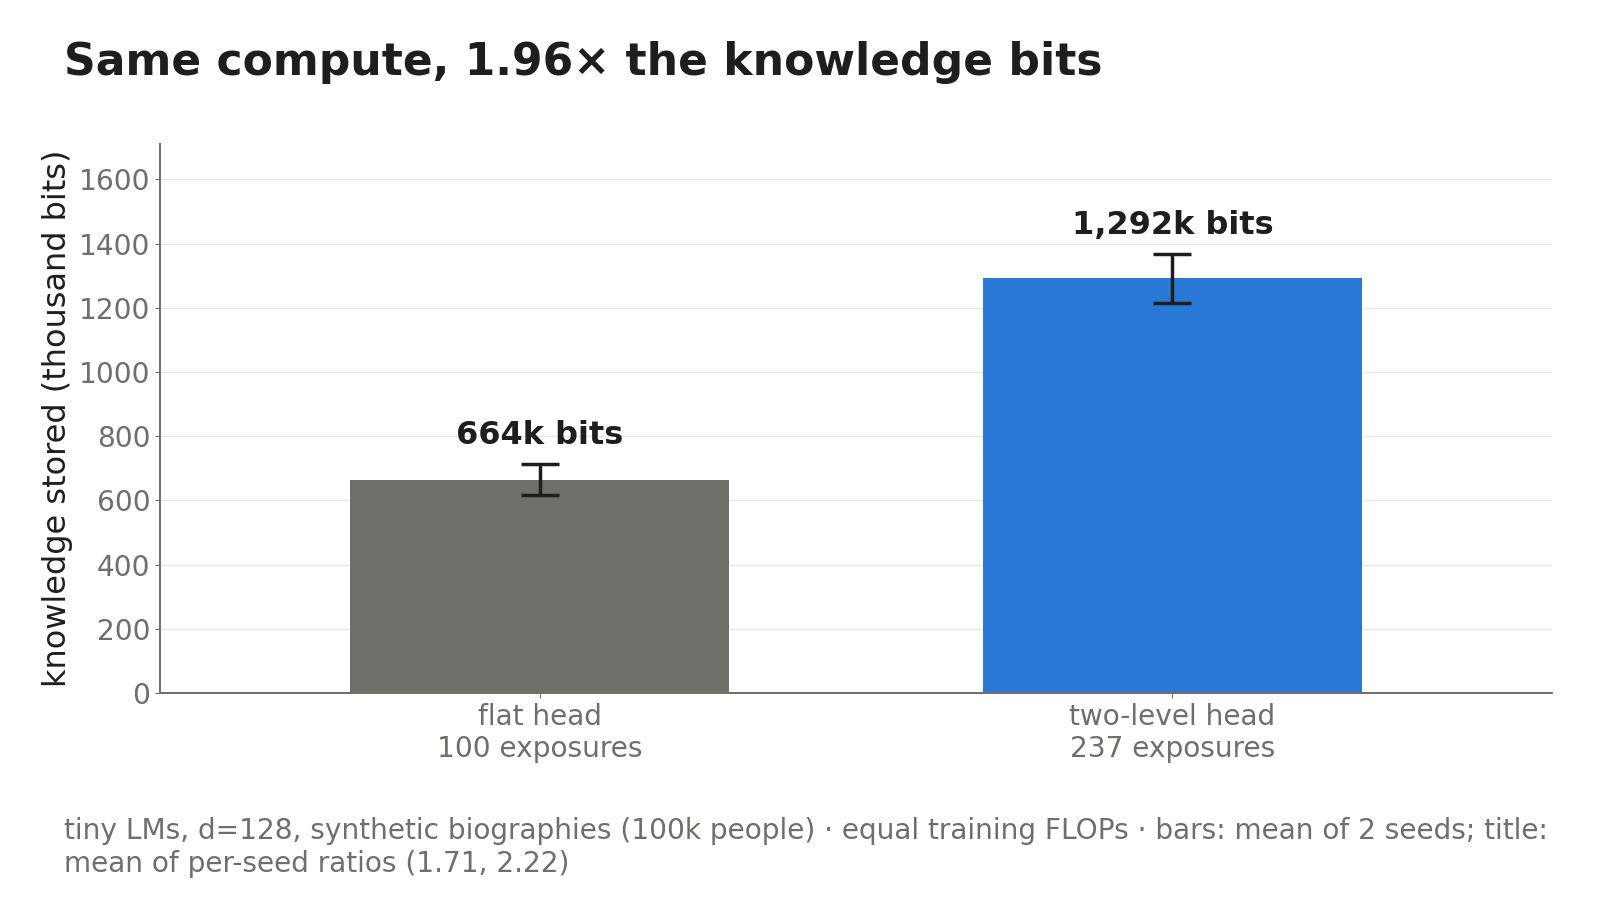 Same compute, 1.96× the knowledge bits
knowledge stored (thousand bits)
1600
1400
1200
1000
800
600
400
200
0
664k bits
1,292k bits
flat head
100 exposures
two-level head
237 exposures
tiny LMs, d=128, synthetic biographies (100k people) · equal training FLOPs · bars: mean of 2 seeds; title:
mean of per-seed ratios (1.71, 2.22)